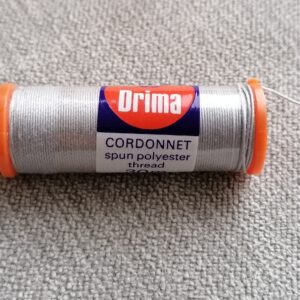 Drima
CORDONNET
spun polyester
thread